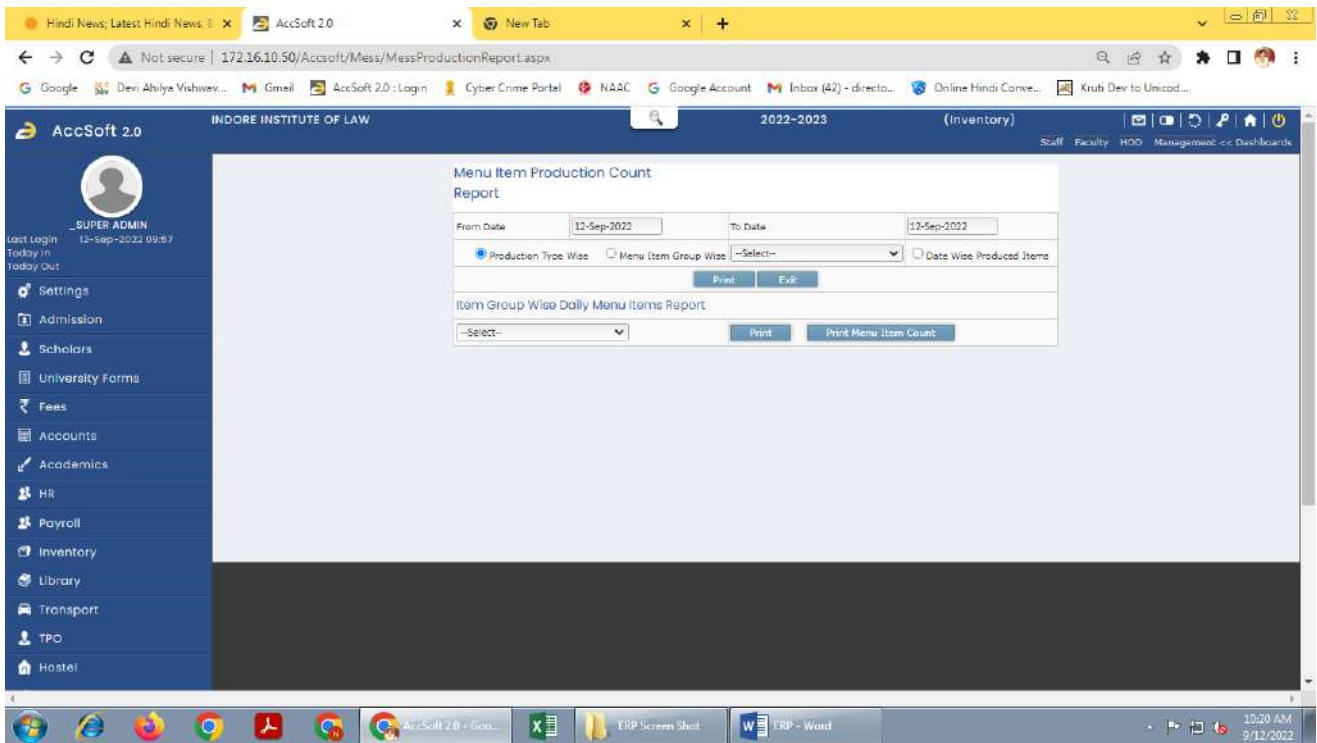 Hindi News; Latest Hindi News, E
AccSoft 2.0
New Tab
Not secure | 172.16.10.50/Accsoft/Mess/MessProductionReport.aspx
Google
Devi Ahilya Vishwav...
Gmail
AccSoft 2.0 : Login
Cyber Crime Portal
NAAC
Google Account
Inbox (42) - directo...
Online Hindi Conve...
Kruti Dev to Unicod...
AccSoft 2.0
INDORE INSTITUTE OF LAW
2022-2023
(Inventory)
Staff Faculty HOD Management << Dashboards
_SUPER ADMIN
Last Login 12-Sep-2022 09:57
Today In
Today Out
Settings
Admission
Scholars
University Forms
Fees
Accounts
Academics
HR
Payroll
Inventory
Library
Transport
TPO
Hostel
Menu Item Production Count
Report
From Date 12-Sep-2022 To Date 12-Sep-2022
Production Type Wise Menu Item Group Wise --Select-- Date Wise Produced Items
Print Exit
Item Group Wise Daily Menu Items Report
--Select-- Print Print Menu Item Count
AccSoft 2.0 - Goo...
ERP Screen Shot
ERP - Word
10:20 AM
9/12/2022